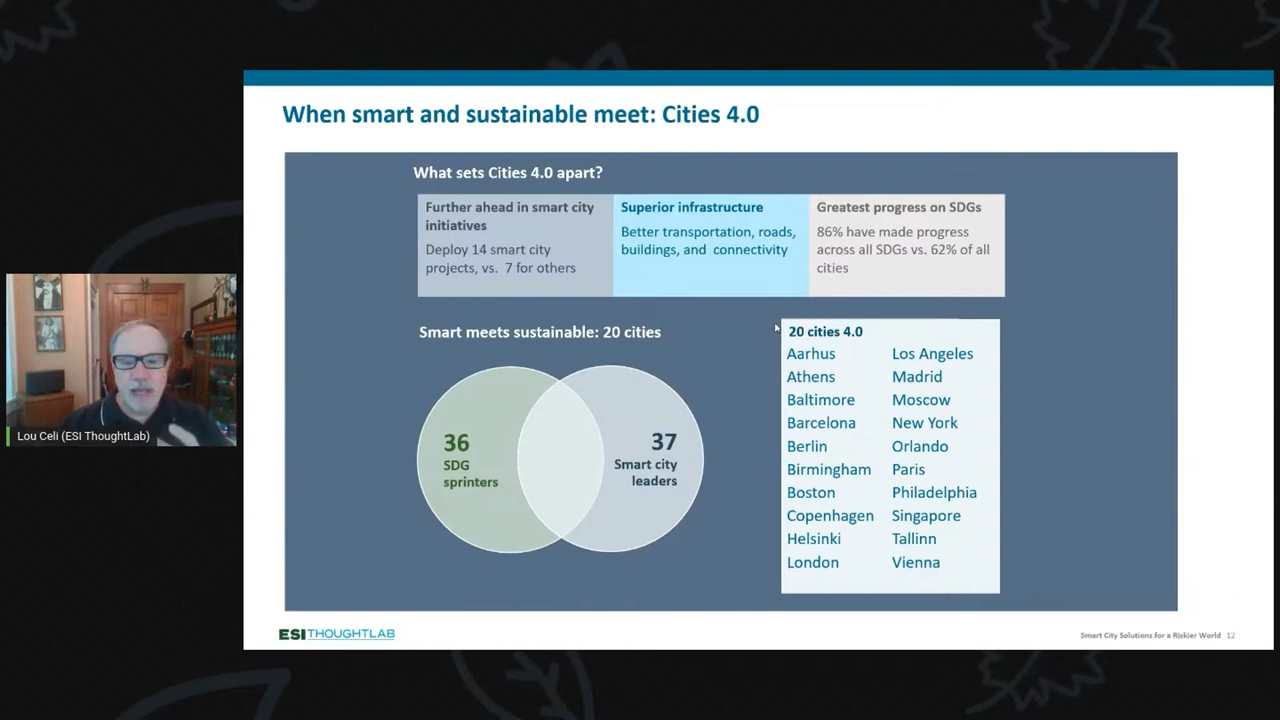 When smart and sustainable meet: Cities 4.0
What sets Cities 4.0 apart?
Further ahead in smart city
initiatives
Deploy 14 smart city
projects, vs. 7 for others
Superior infrastructure
Better transportation, roads,
buildings, and connectivity
Greatest progress on SDGs
86% have made progress
across all SDGs vs. 62% of all
cities
Smart meets sustainable: 20 cities
36
SDG
sprinters
37
Smart city
leaders
20 cities 4.0
Aarhus
Athens
Baltimore
Barcelona
Berlin
Birmingham
Boston
Copenhagen
Helsinki
London
Los Angeles
Madrid
Moscow
New York
Orlando
Paris
Philadelphia
Singapore
Tallinn
Vienna
Lou Celi (ESI ThoughtLab)
ESI THOUGHTLAB
Smart City Solutions for a Riskier World 12